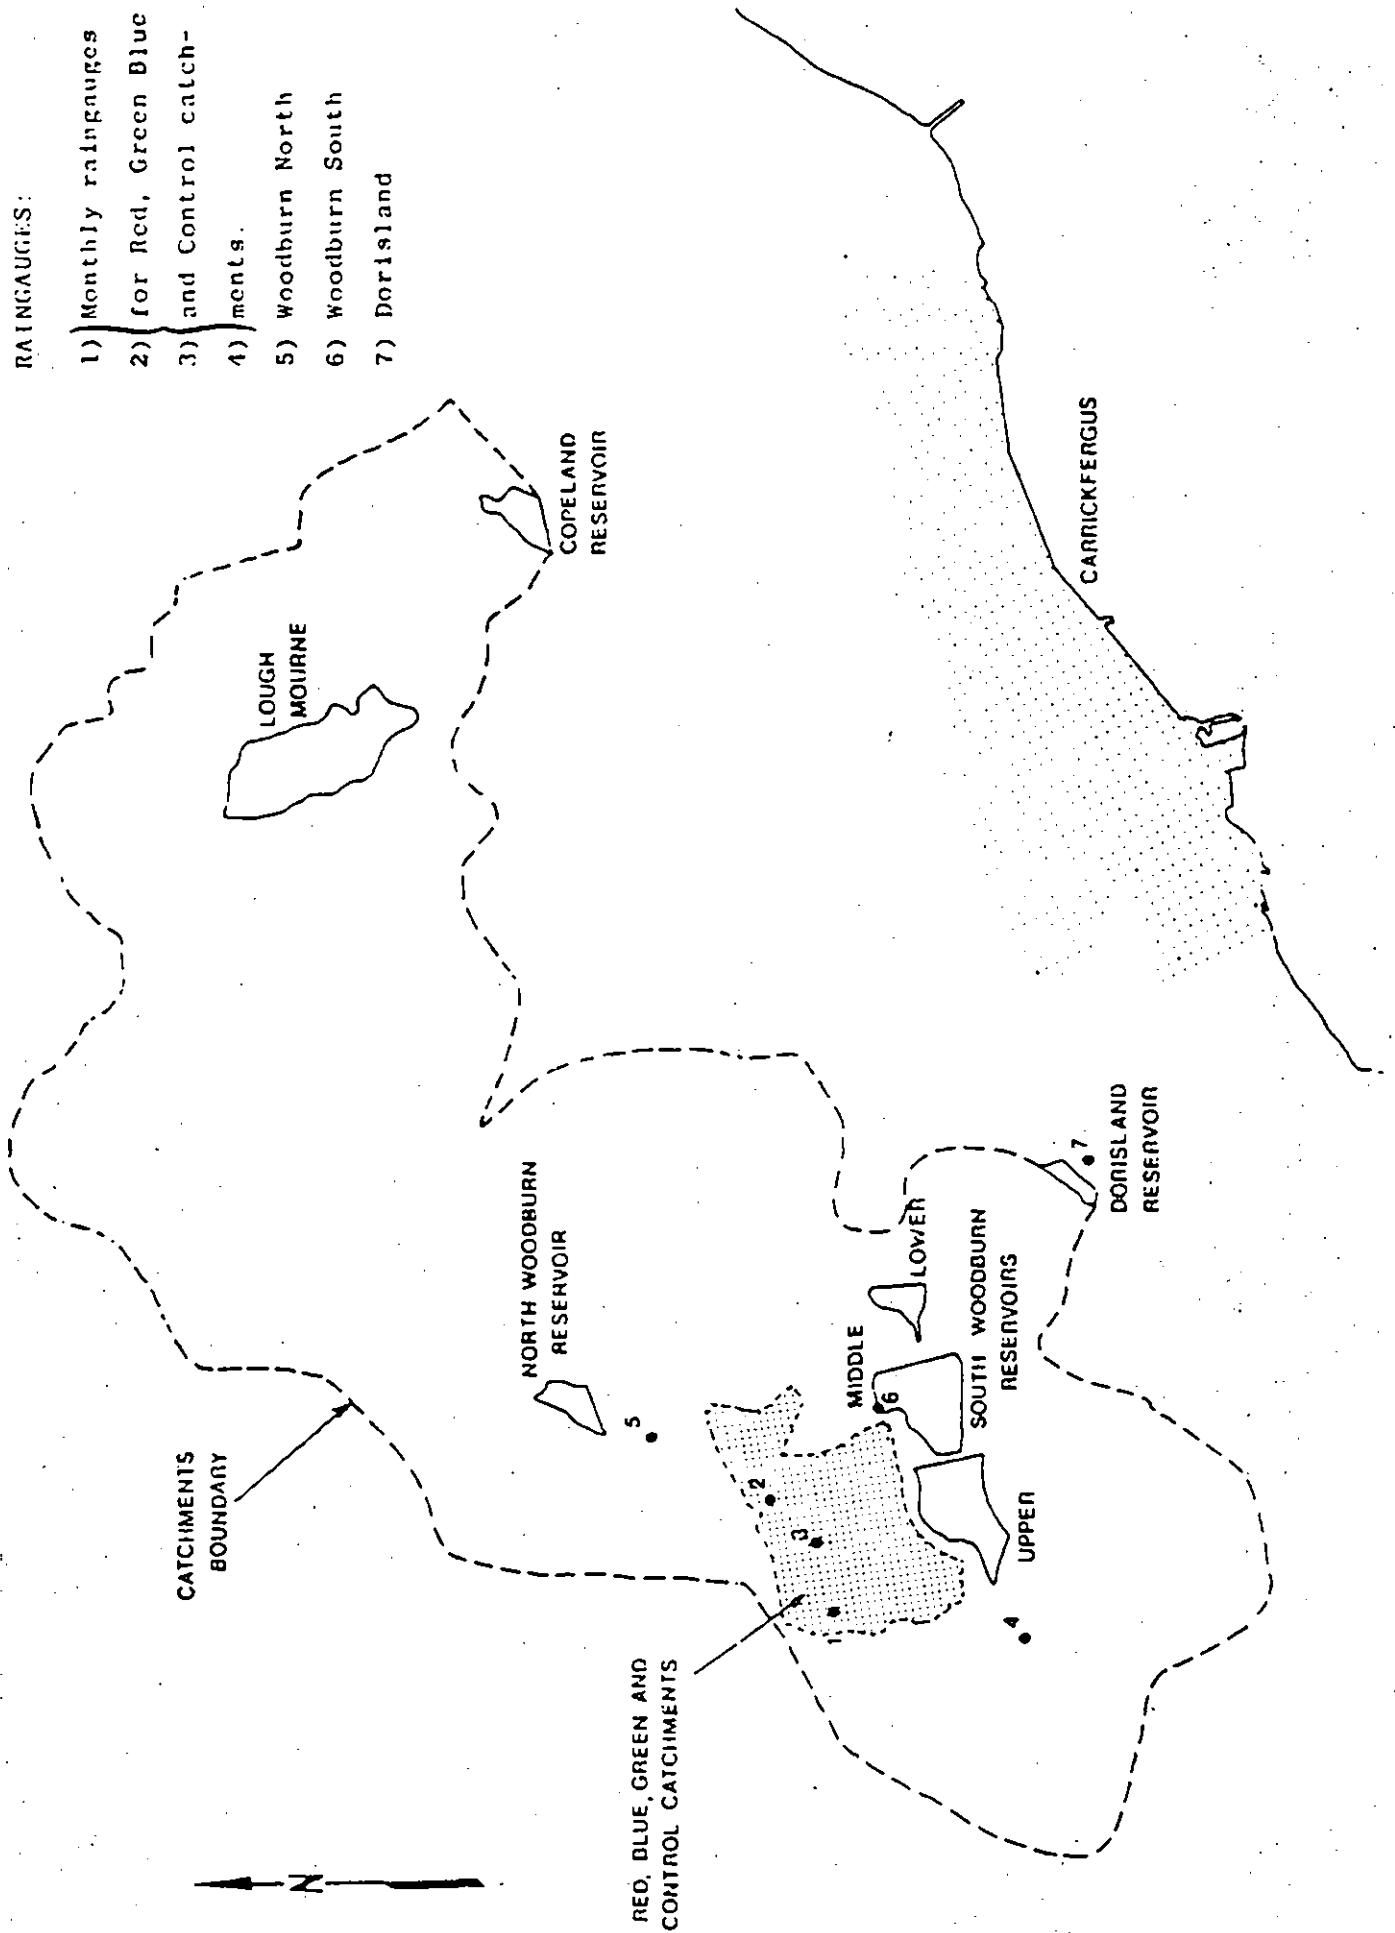 RAINGAUGES:
1) Monthly raingauges
2) for Red, Green Blue
3) and Control catch-
4) ments.
5) Woodburn North
6) Woodburn South
7) Dorisland
CATCHMENTS
BOUNDARY
LOUGH
MOURNE
COPELAND
RESERVOIR
NORTH WOODBURN
RESERVOIR
5
RED, BLUE, GREEN AND
CONTROL CATCHMENTS
2
3
1
4
MIDDLE
6
LOWER
UPPER
SOUTH WOODBURN
RESERVOIRS
7
DORISLAND
RESERVOIR
CARRICKFERGUS
N